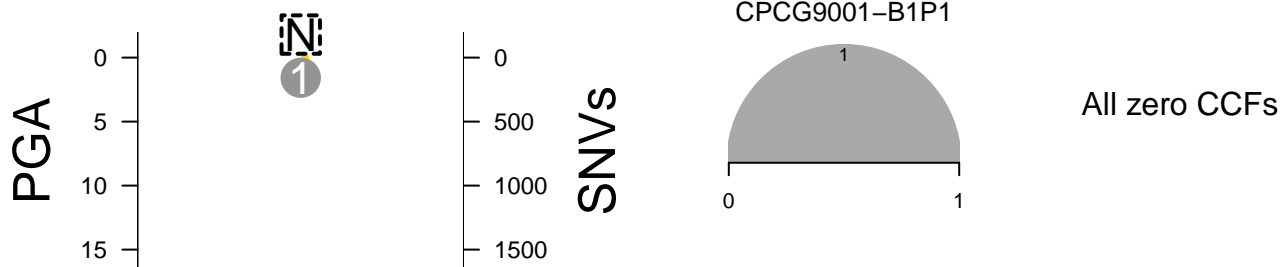 N
1
PGA
0
5
10
15
0
500
1000
1500
SNVs
CPCG9001−B1P1
1
0 1
All zero CCFs